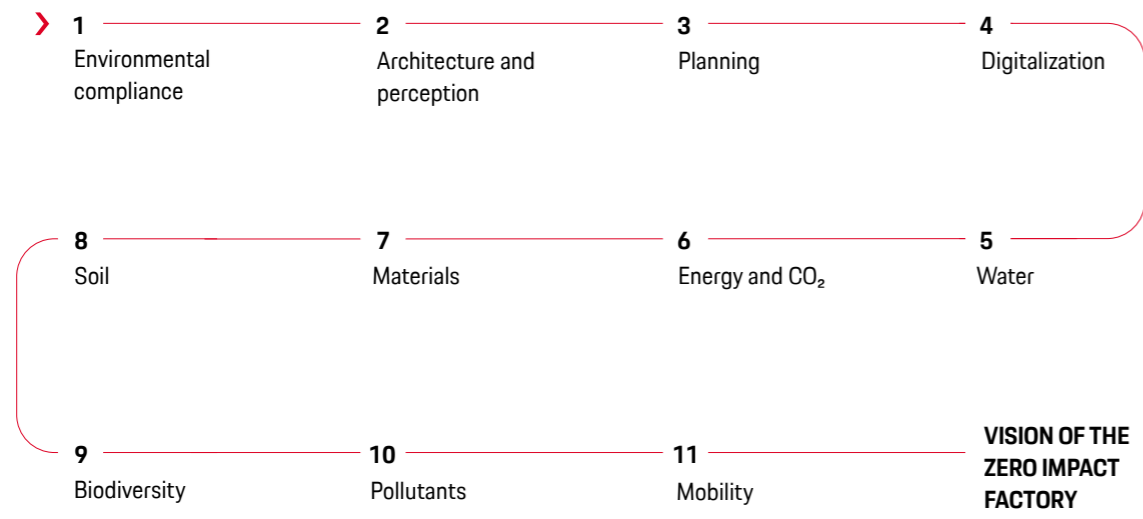 1
Environmental
compliance
2
Architecture and
perception
3
Planning
4
Digitalization
5
Water
6
Energy and CO₂
7
Materials
8
Soil
9
Biodiversity
10
Pollutants
11
Mobility
VISION OF THE
ZERO IMPACT
FACTORY